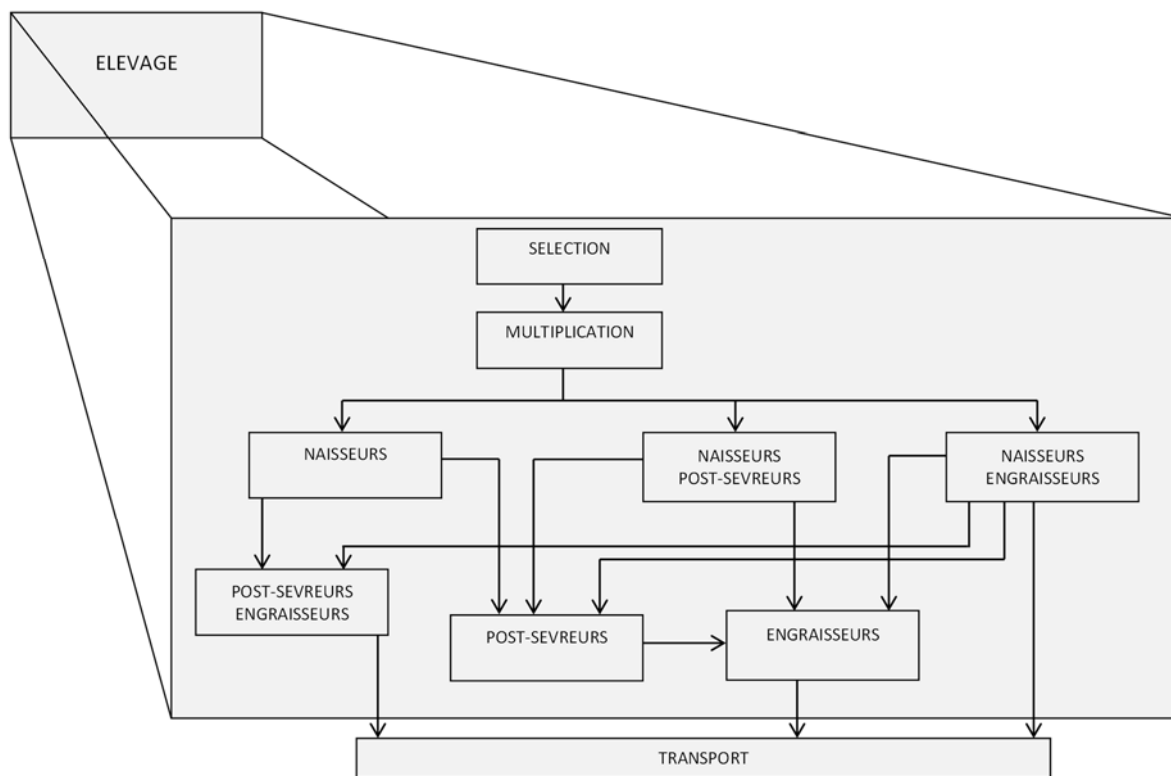 ELEVAGE
SELECTION
MULTIPLICATION
NAISSEURS
NAISSEURS
POST-SEVREURS
NAISSEURS
ENGRAISSEURS
POST-SEVREURS
ENGRAISSEURS
POST-SEVREURS
ENGRAISSEURS
TRANSPORT